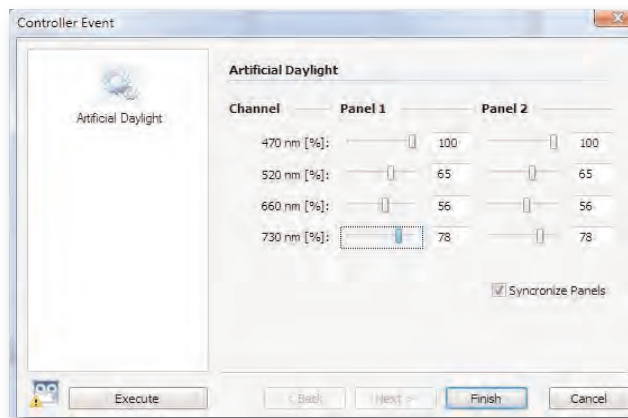 Controller Event
Artificial Daylight
Artificial Daylight
Channel Panel 1 Panel 2
470 nm [%]: 100 100
520 nm [%]: 65 65
660 nm [%]: 56 56
730 nm [%]: 78 78
Syncronize Panels
Execute < Back Next > Finish Cancel